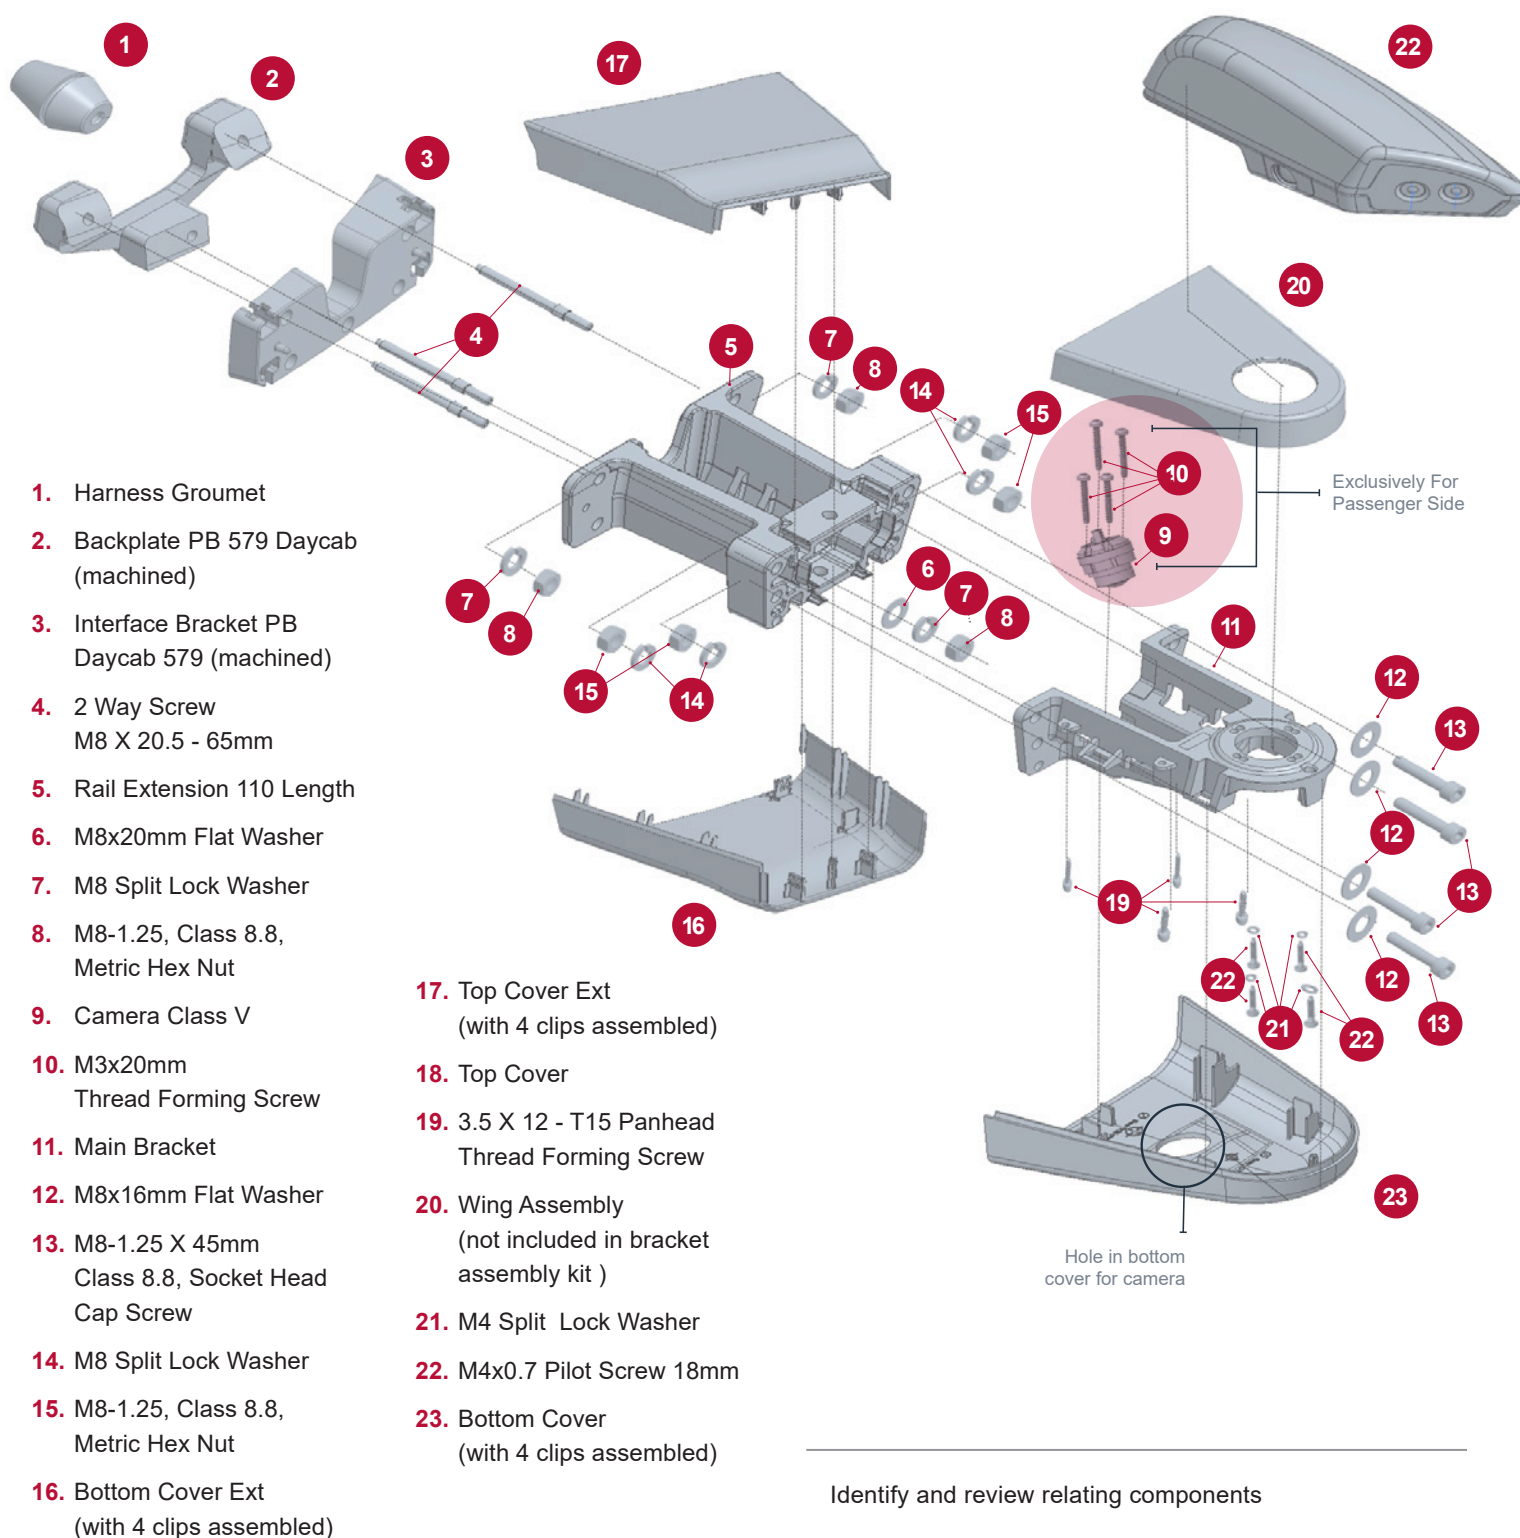 1
2
3
17
22
20
4
5
7
8
14
15
10
9
Exclusively For
Passenger Side
7
8
6
7
8
15
14
11
12
13
12
12
13
12
13
19
22
21
22
16
23
Hole in bottom
cover for camera
1. Harness Groumet
2. Backplate PB 579 Daycab
(machined)
3. Interface Bracket PB
Daycab 579 (machined)
4. 2 Way Screw
M8 X 20.5 - 65mm
5. Rail Extension 110 Length
6. M8x20mm Flat Washer
7. M8 Split Lock Washer
8. M8-1.25, Class 8.8,
Metric Hex Nut
9. Camera Class V
10. M3x20mm
Thread Forming Screw
11. Main Bracket
12. M8x16mm Flat Washer
13. M8-1.25 X 45mm
Class 8.8, Socket Head
Cap Screw
14. M8 Split Lock Washer
15. M8-1.25, Class 8.8,
Metric Hex Nut
16. Bottom Cover Ext
(with 4 clips assembled)
17. Top Cover Ext
(with 4 clips assembled)
18. Top Cover
19. 3.5 X 12 - T15 Panhead
Thread Forming Screw
20. Wing Assembly
(not included in bracket
assembly kit )
21. M4 Split Lock Washer
22. M4x0.7 Pilot Screw 18mm
23. Bottom Cover
(with 4 clips assembled)
Identify and review relating components